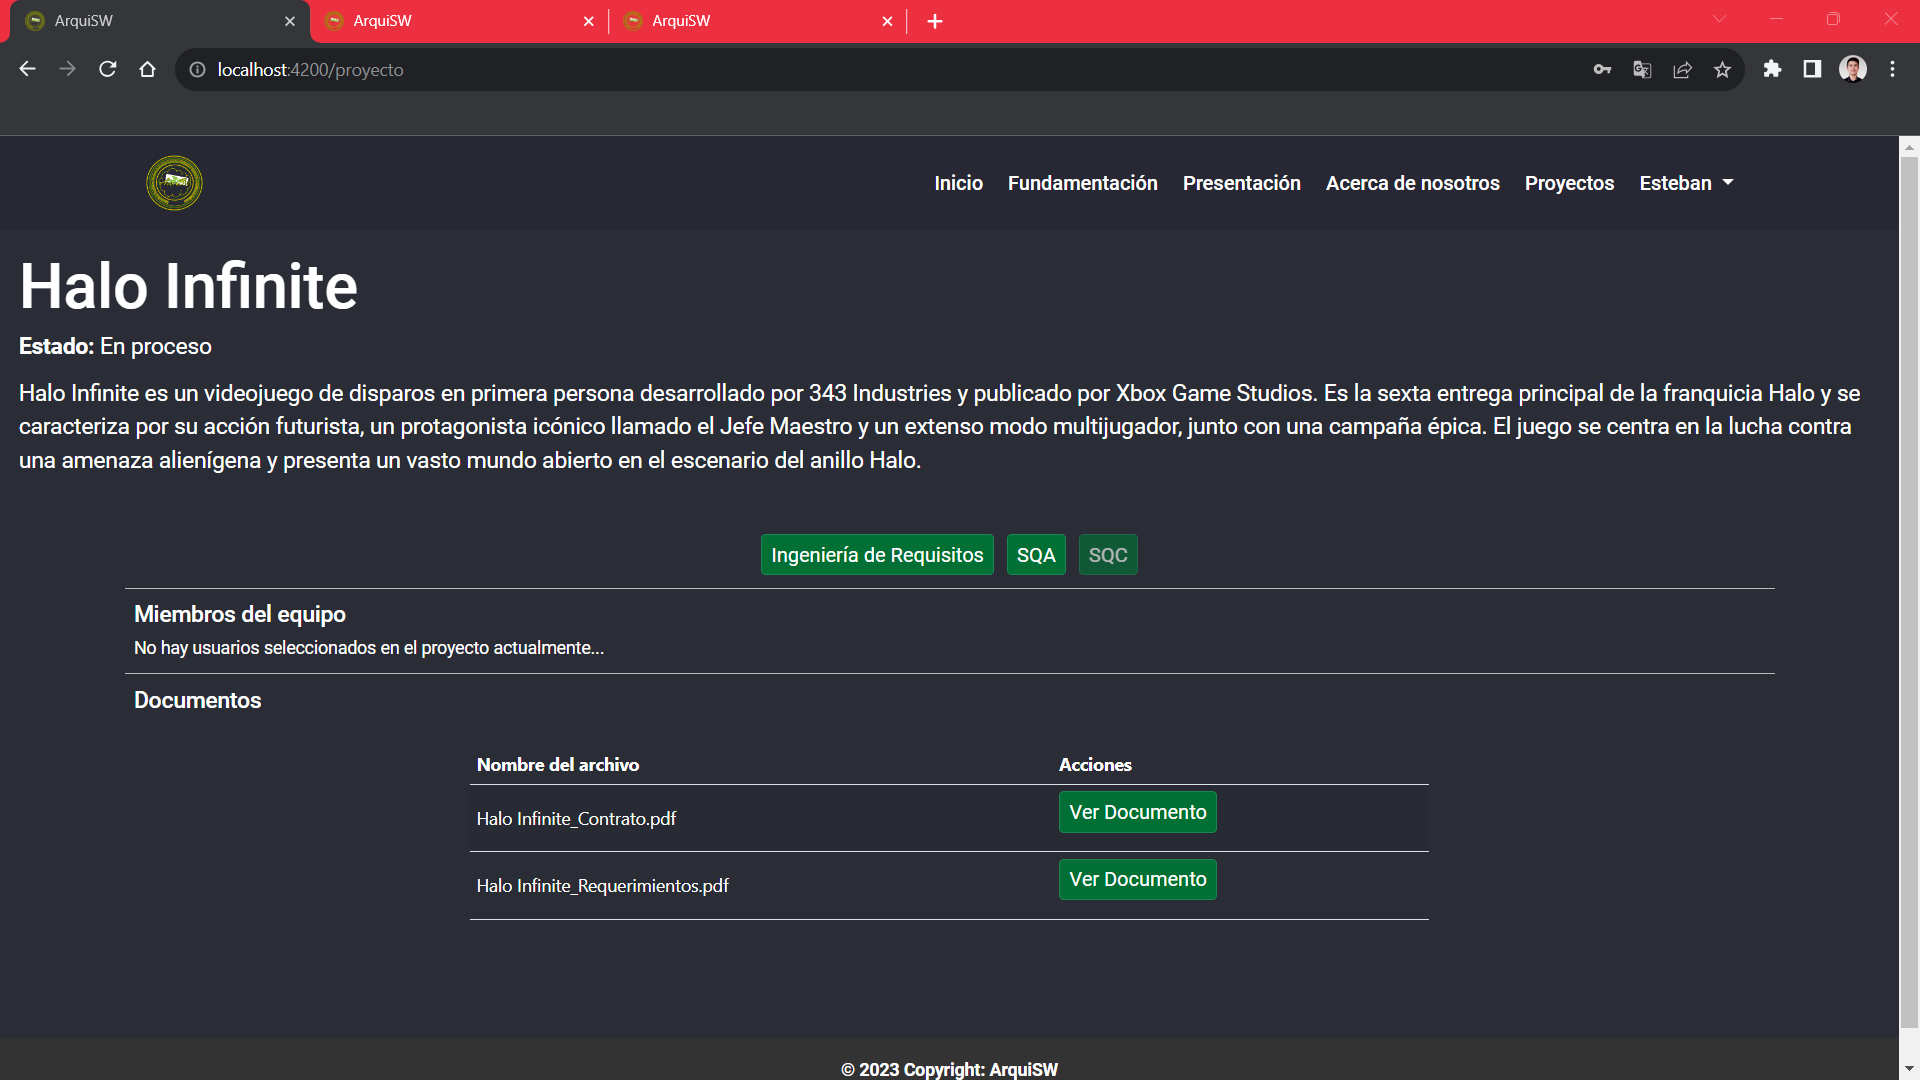 ArquiSW
ArquiSW
ArquiSW
localhost:4200/proyecto
Inicio
Fundamentación
Presentación
Acerca de nosotros
Proyectos
Esteban
Halo Infinite
Estado: En proceso
Halo Infinite es un videojuego de disparos en primera persona desarrollado por 343 Industries y publicado por Xbox Game Studios. Es la sexta entrega principal de la franquicia Halo y se
caracteriza por su acción futurista, un protagonista icónico llamado el Jefe Maestro y un extenso modo multijugador, junto con una campaña épica. El juego se centra en la lucha contra
una amenaza alienígena y presenta un vasto mundo abierto en el escenario del anillo Halo.
Ingeniería de Requisitos
SQA
SQC
Miembros del equipo
No hay usuarios seleccionados en el proyecto actualmente...
Documentos
Nombre del archivo
Acciones
Halo Infinite_Contrato.pdf
Ver Documento
Halo Infinite_Requerimientos.pdf
Ver Documento
© 2023 Copyright: ArquiSW